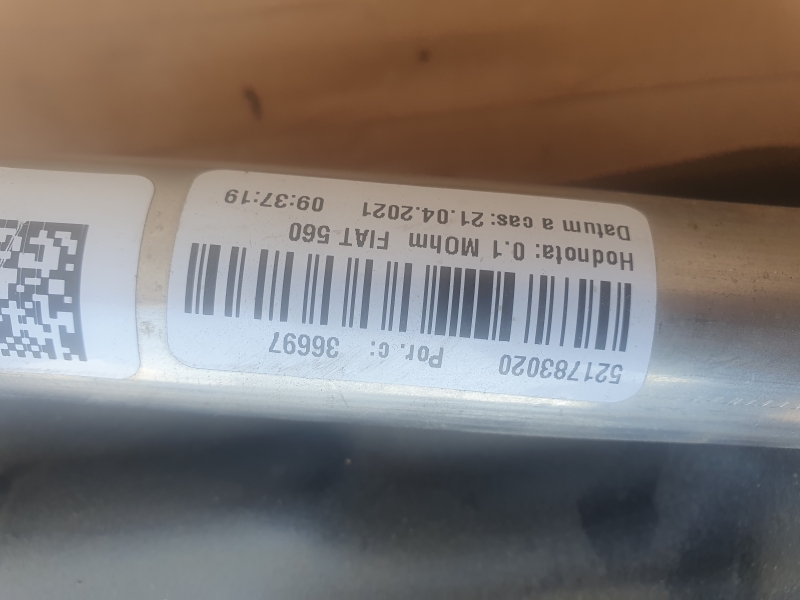 521783020 Por. c: 36697
Hodnota: 0.1 MOhm FIAT 560
Datum a cas: 21.04.2021 09:37:19